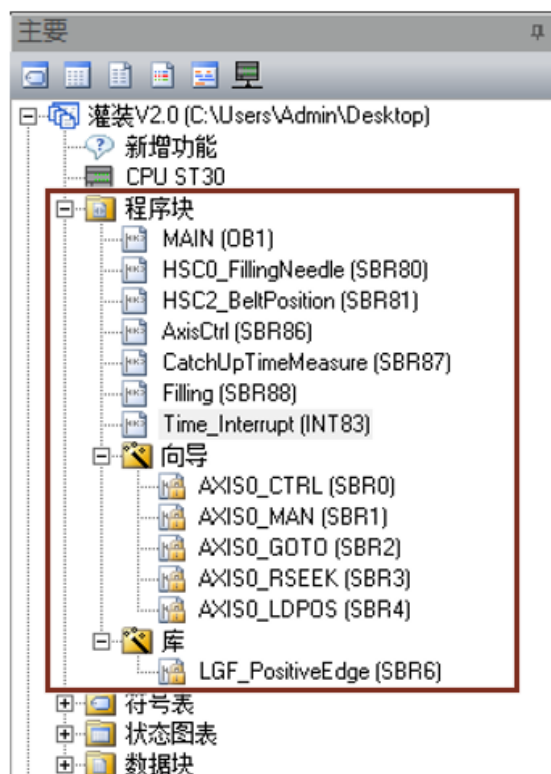 主要
灌装V2.0 (C:\Users\Admin\Desktop)
新增功能
CPU ST30
程序块
MAIN (OB1)
HSC0_FillingNeedle (SBR80)
HSC2_BeltPosition (SBR81)
AxisCtrl (SBR86)
CatchUpTimeMeasure (SBR87)
Filling (SBR88)
Time_Interrupt (INT83)
向导
AXIS0_CTRL (SBR0)
AXIS0_MAN (SBR1)
AXIS0_GOTO (SBR2)
AXIS0_RSEEK (SBR3)
AXIS0_LDPOS (SBR4)
库
LGF_PositiveEdge (SBR6)
符号表
状态图表
数据块